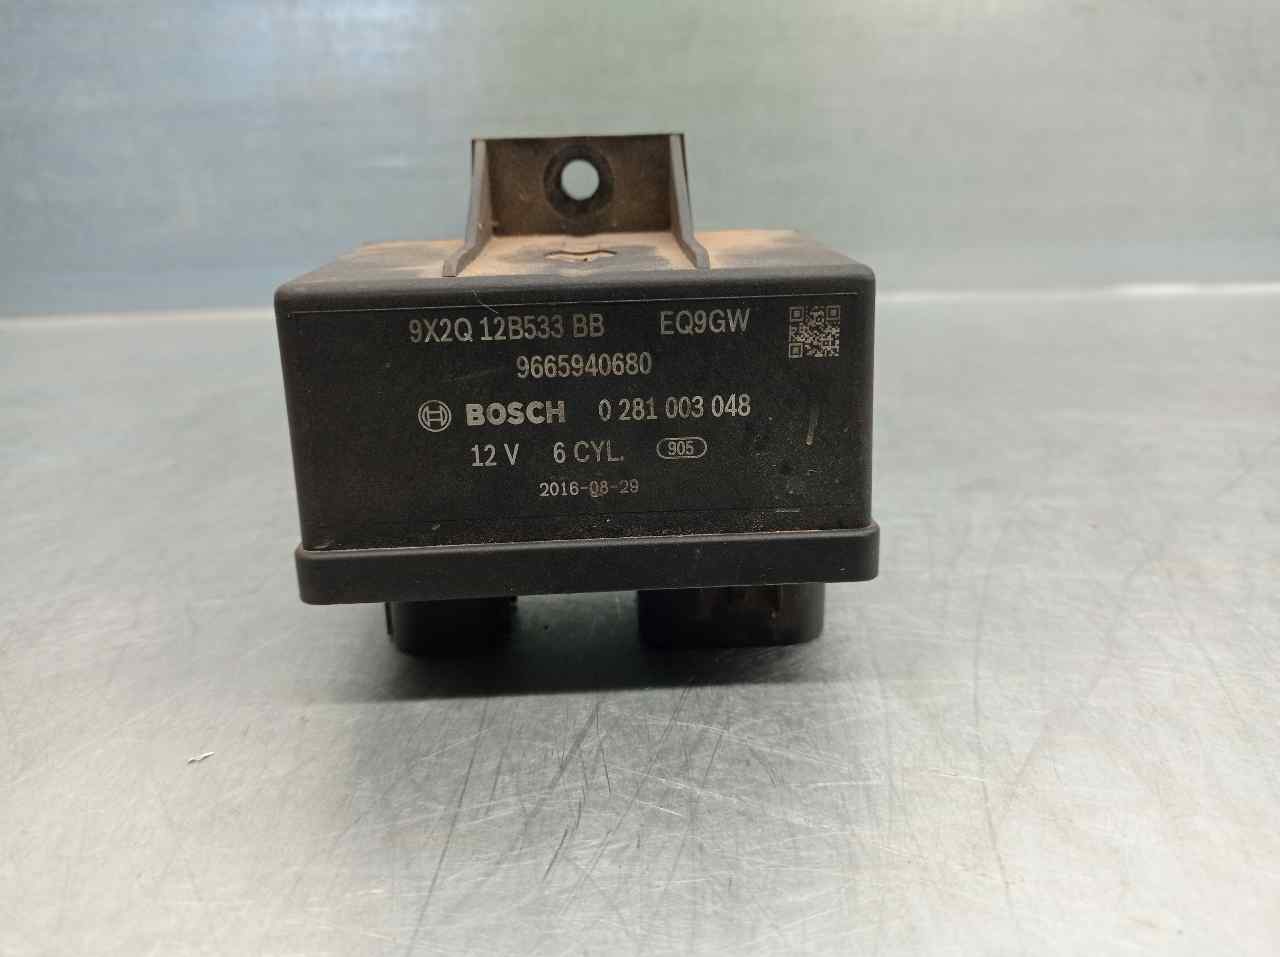 9X2Q 12B533 BB EQ9GW
9665940680
BOSCH 0 281 003 048
12 V 6 CYL. 905
2016-08-29